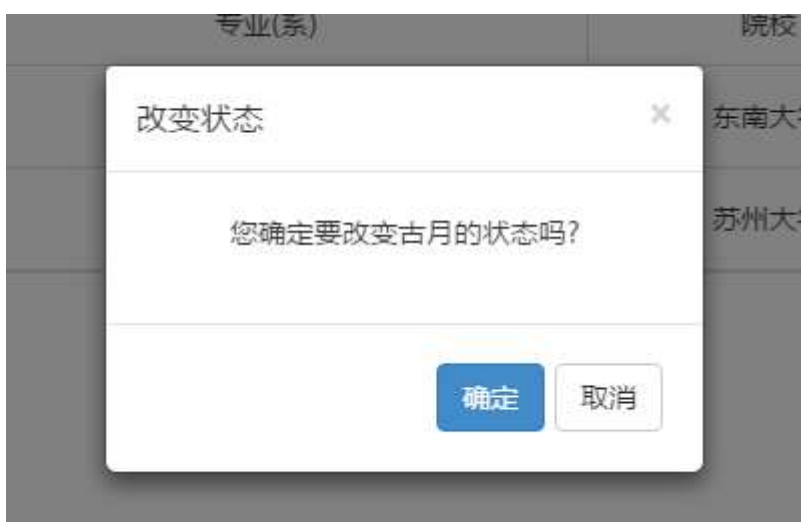 专业(系)
院校
改变状态
×
东南大
您确定要改变古月的状态吗?
苏州大
确定
取消